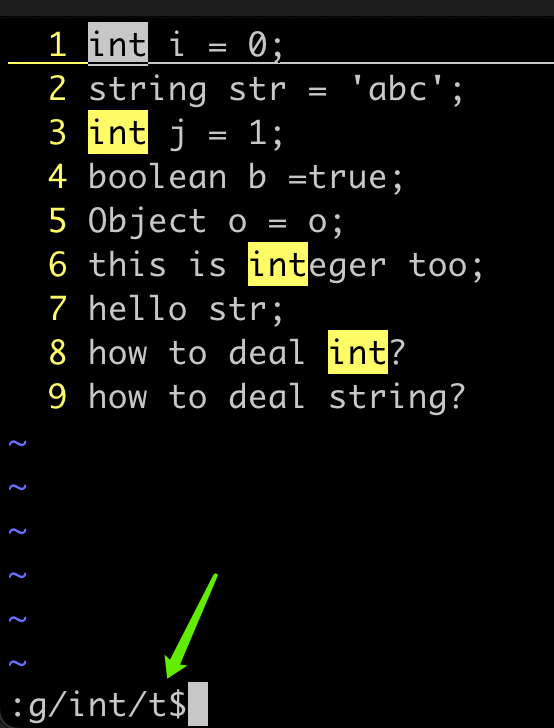 1 int i = 0;
2 string str = 'abc';
3 int j = 1;
4 boolean b =true;
5 Object o = o;
6 this is integer too;
7 hello str;
8 how to deal int?
9 how to deal string?
~
~
~
~
~
~
:g/int/t$